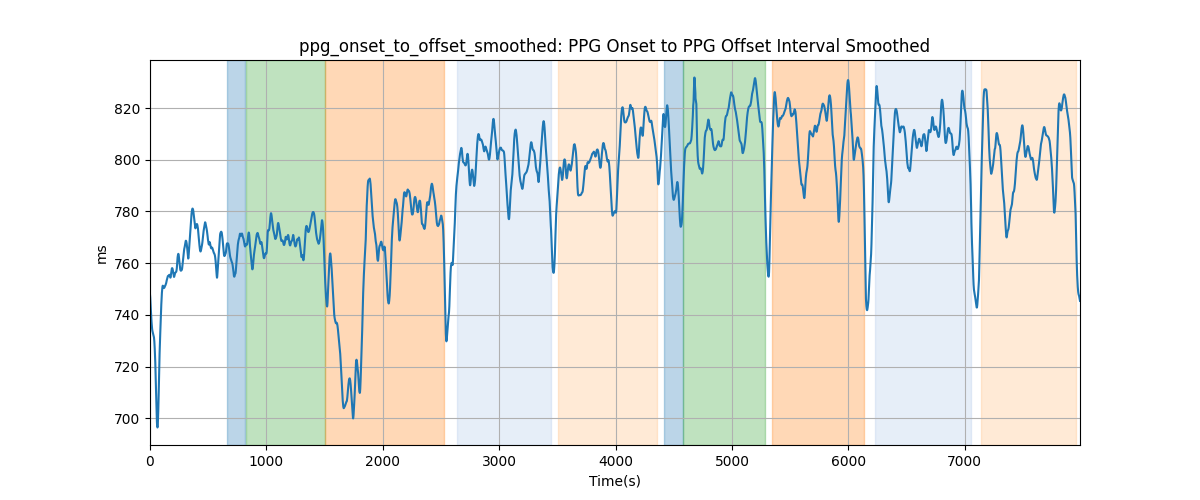 ppg_onset_to_offset_smoothed: PPG Onset to PPG Offset Interval Smoothed
820
800
780
760
740
720
700
ms
0 1000 2000 3000 4000 5000 6000 7000
Time(s)